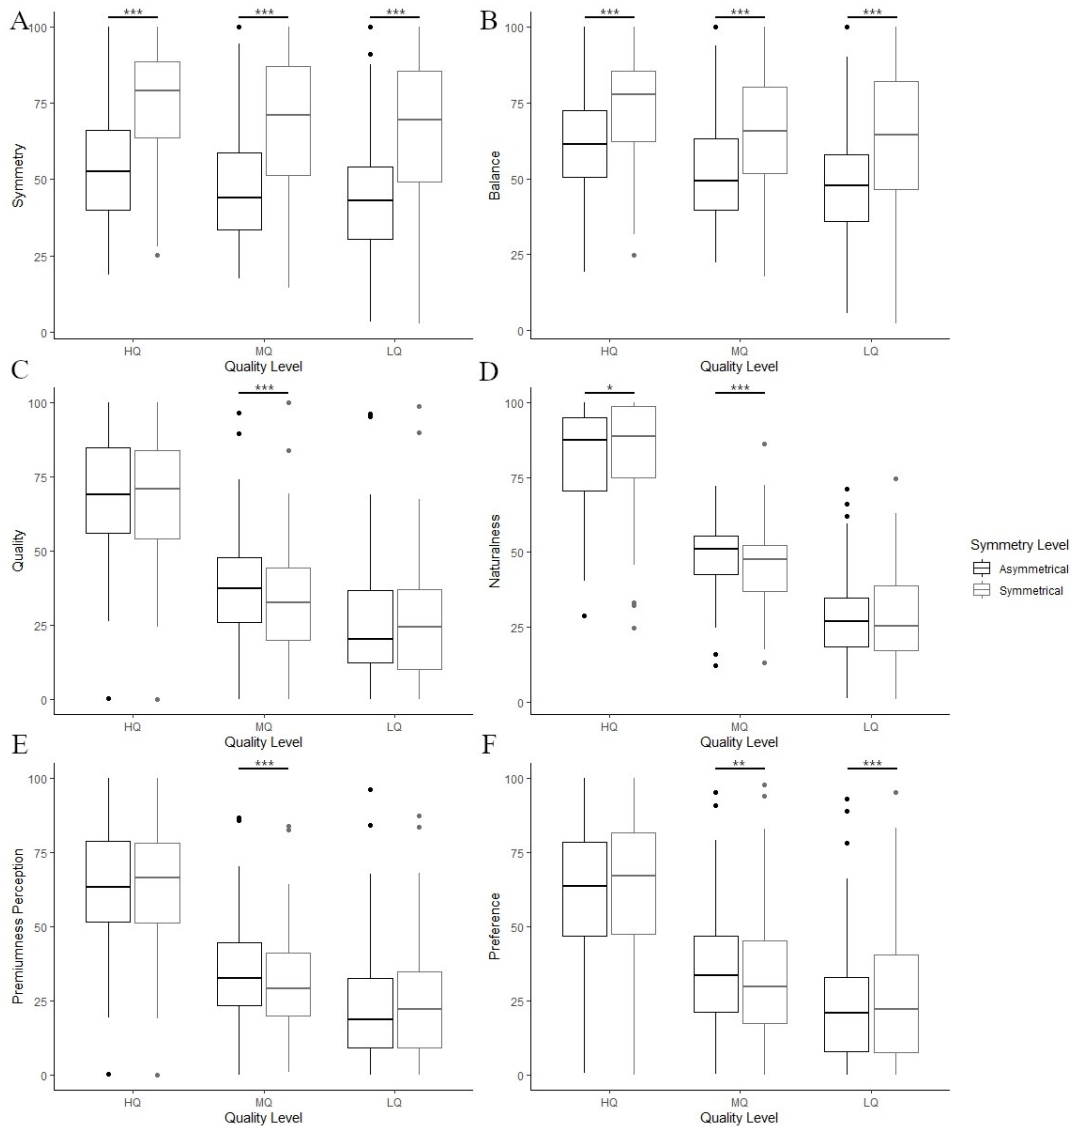 A
***
***
***
Symmetry
100
75
50
25
0
HQ
MQ
LQ
Quality Level
B
***
***
***
Balance
100
75
50
25
0
HQ
MQ
LQ
Quality Level
C
***
Quality
100
75
50
25
0
HQ
MQ
LQ
Quality Level
D
*
***
Naturalness
100
75
50
25
0
HQ
MQ
LQ
Quality Level
Symmetry Level
Asymmetrical
Symmetrical
E
***
Premiumness Perception
100
75
50
25
0
HQ
MQ
LQ
Quality Level
F
**
***
Preference
100
75
50
25
0
HQ
MQ
LQ
Quality Level